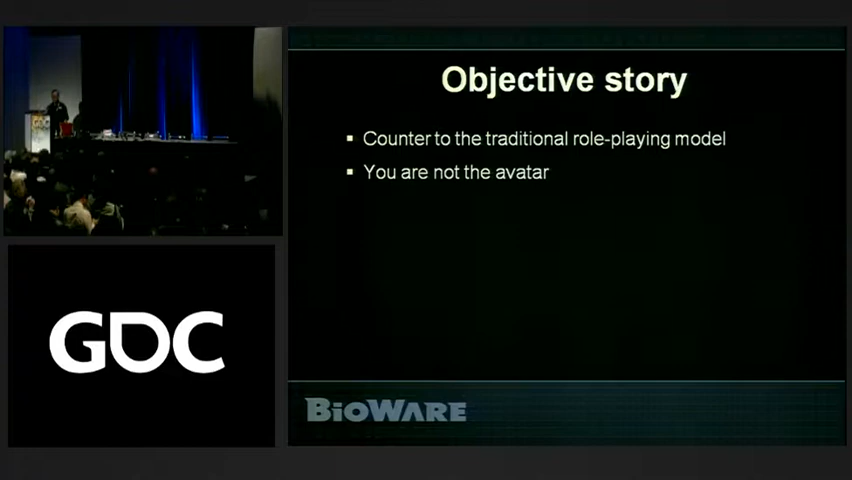 Objective story
Counter to the traditional role-playing model
You are not the avatar
GDC
BIOWARE